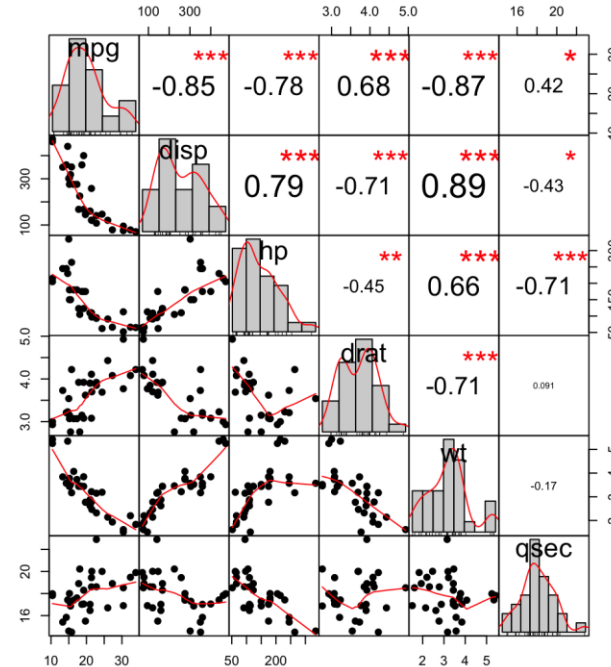 100 300 3.0 4.0 5.0 16 20
mpg *** *** *** *** *
-0.85 -0.78 0.68 -0.87 0.42
disp *** *** *** *
0.79 -0.71 0.89 -0.43
300
100
hp ** *** ***
-0.45 0.66 -0.71
drat ***
-0.71 0.091
5.0
4.0
3.0
wt
-0.17
qsec
20
16
10 20 30 50 200 2 3 4 5